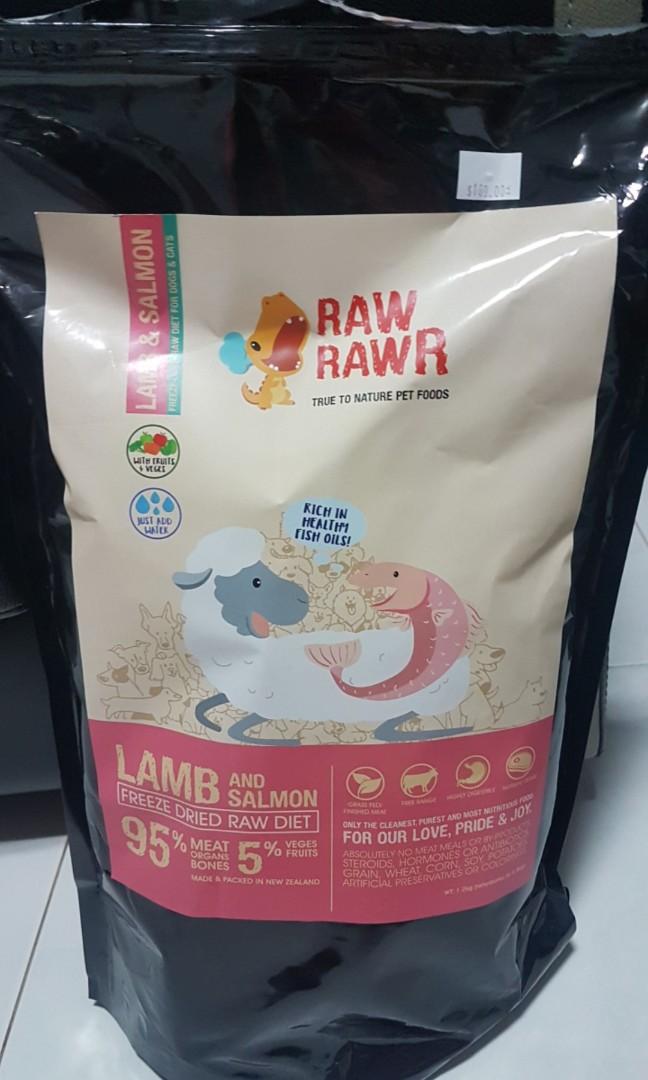 LAMB & SALMON
RAW DIET FOR DOGS & CATS
RAW
RAWR
TRUE TO NATURE PET FOODS
WITH FRUITS
& VEGES
JUST ADD
WATER
RICH IN
HEALTHY
FISH OILS!
LAMB AND
SALMON
FREEZE DRIED RAW DIET
95% MEAT
ORGANS
BONES
5% VEGES
FRUITS
MADE & PACKED IN NEW ZEALAND
GRASS FED/
FINISHED MEAT
FREE RANGE
HIGHLY DIGESTIBLE
ONLY THE CLEANEST, PUREST AND MOST NUTRITIOUS FOOD
FOR OUR LOVE, PRIDE & JOY.
ABSOLUTELY NO MEAT MEALS OR BY-PRODUCTS,
STEROIDS, HORMONES OR ANTIBIOTICS,
GRAIN, WHEAT, CORN, SOY, POTATOES,
ARTIFICIAL PRESERVATIVES OR COLORING.